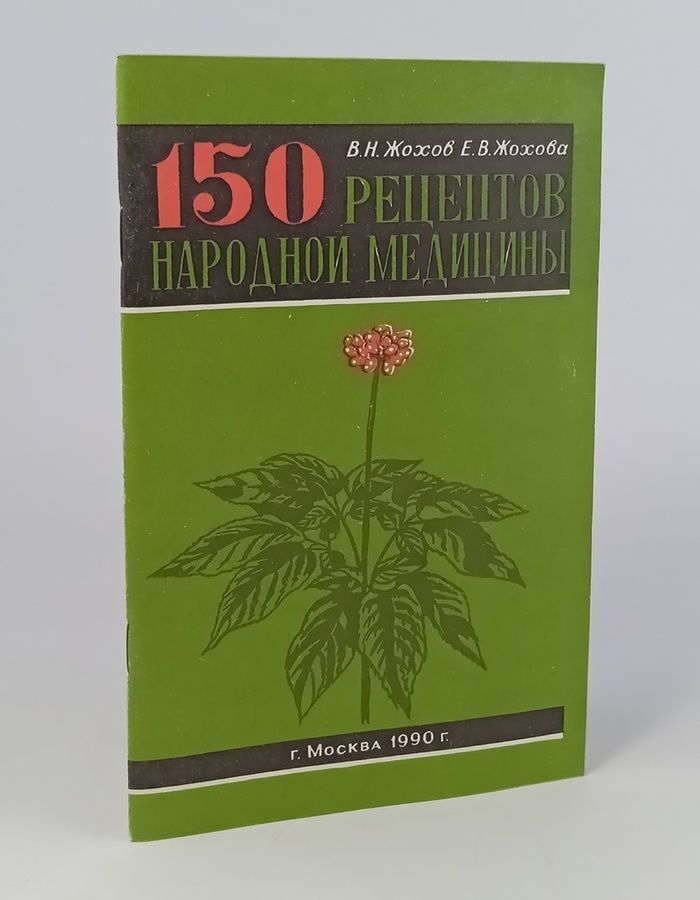 В.Н. Жохов Е.В. Жохова
150 РЕЦЕПТОВ
НАРОДНОЙ МЕДИЦИНЫ
г. Москва 1990 г.